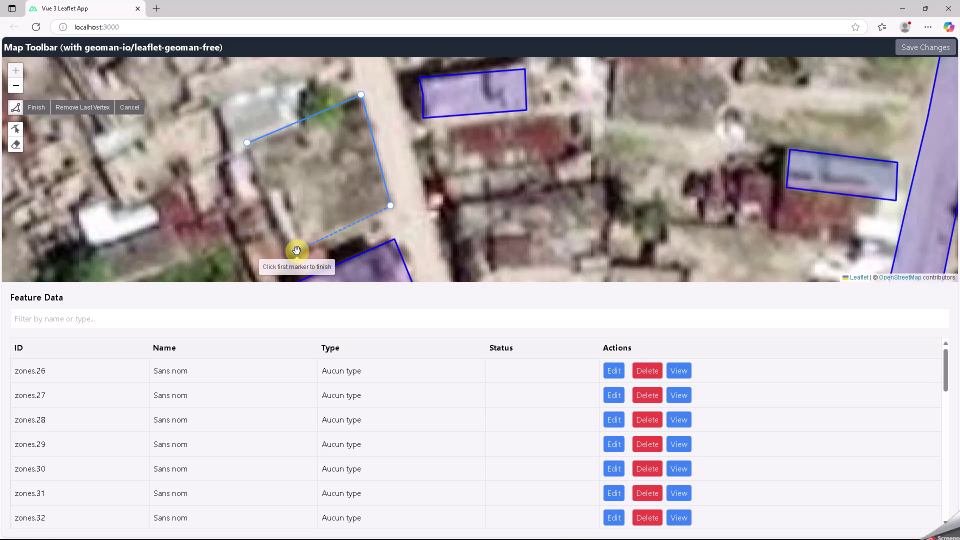 Vue 3 Leaflet App
localhost:3000
Map Toolbar (with geoman-io/leaflet-geoman-free)
Save Changes
+
−
Finish
Remove Last Vertex
Cancel
Click first marker to finish
Leaflet | © OpenStreetMap contributors
Feature Data
Filter by name or type...
ID Name Type Status Actions
zones.26 Sans nom Aucun type Edit Delete View
zones.27 Sans nom Aucun type Edit Delete View
zones.28 Sans nom Aucun type Edit Delete View
zones.29 Sans nom Aucun type Edit Delete View
zones.30 Sans nom Aucun type Edit Delete View
zones.31 Sans nom Aucun type Edit Delete View
zones.32 Sans nom Aucun type Edit Delete View